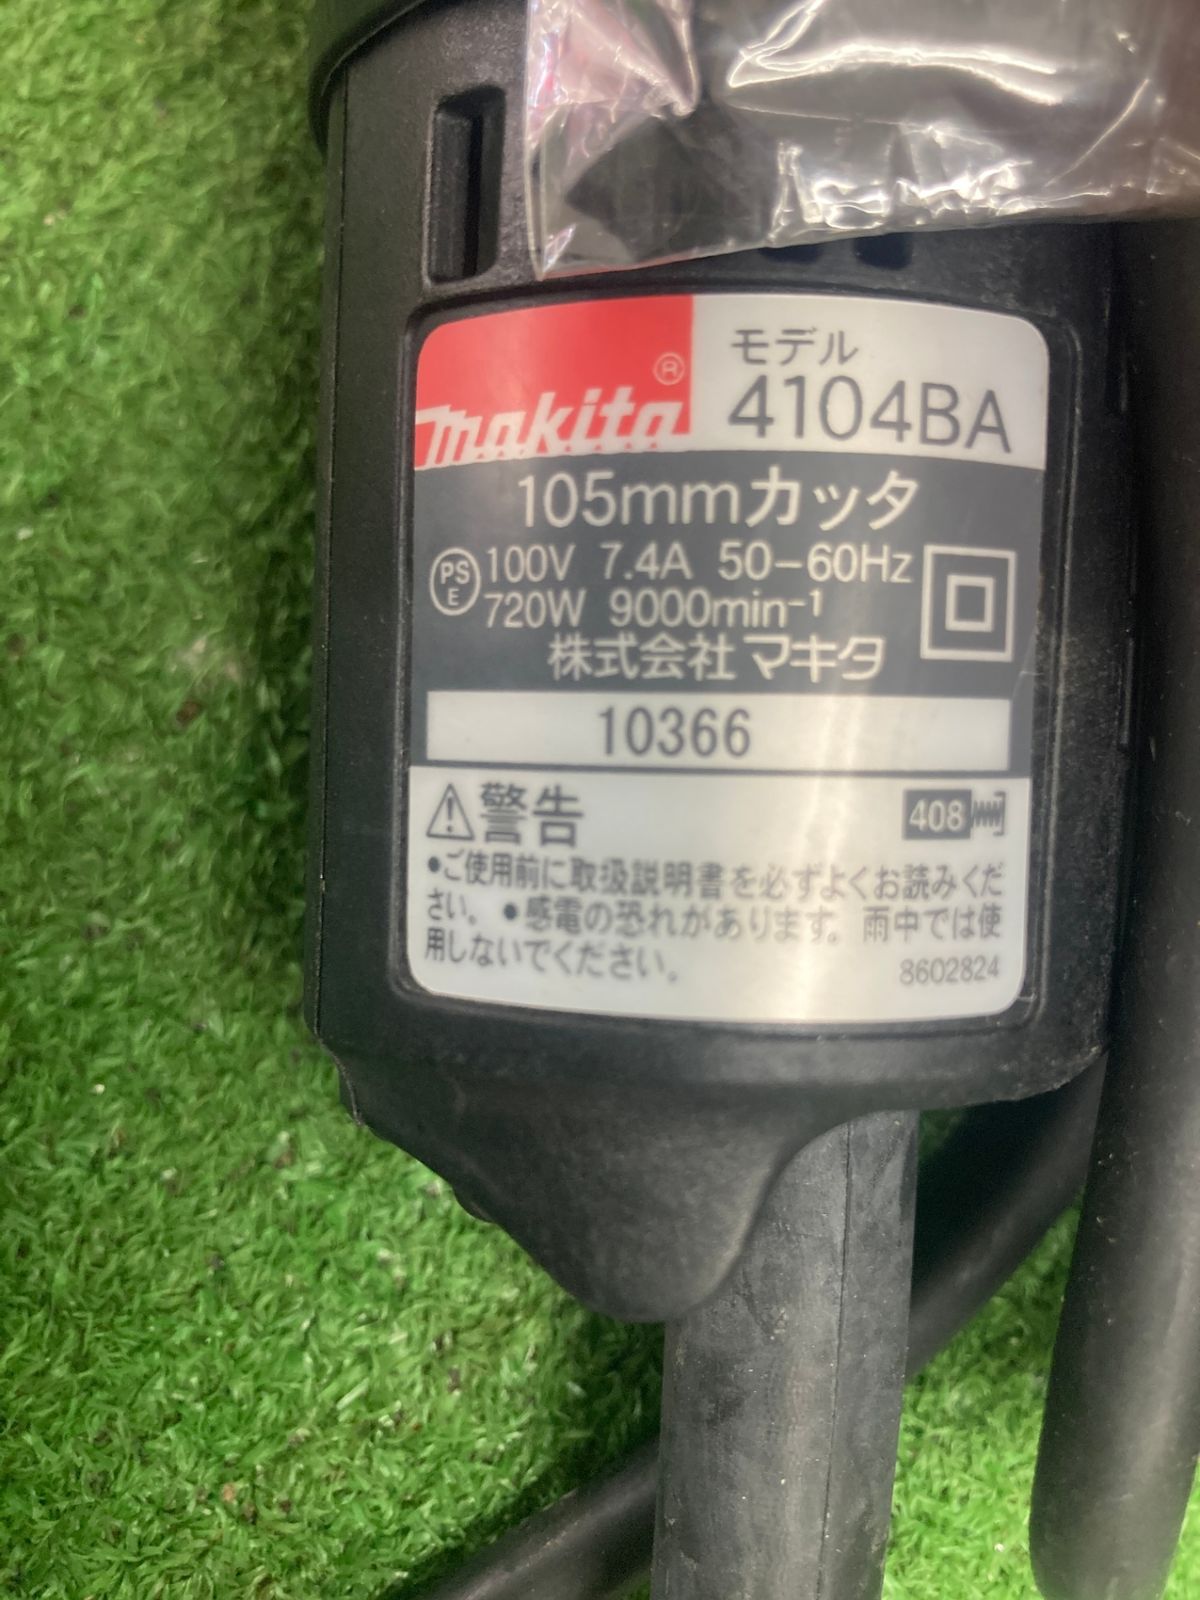 makita®
モデル
4104BA
105mmカッタ
PSE 100V 7.4A 50-60Hz
720W 9000min⁻¹
株式会社マキタ
10366
警告 408
•ご使用前に取扱説明書を必ずよくお読みくだ
さい。•感電の恐れがあります。雨中では使
用しないでください。
8602824